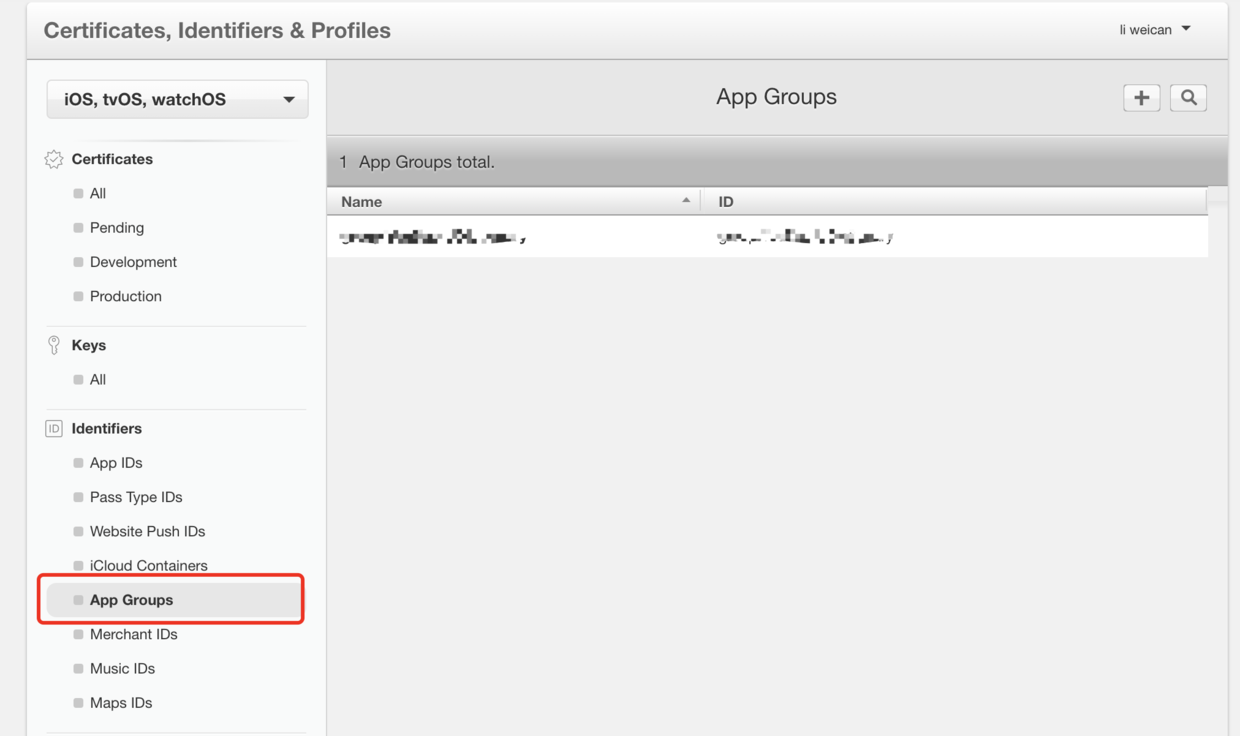 Certificates, Identifiers & Profiles
li weican
iOS, tvOS, watchOS
Certificates
All
Pending
Development
Production
Keys
All
ID Identifiers
App IDs
Pass Type IDs
Website Push IDs
iCloud Containers
App Groups
Merchant IDs
Music IDs
Maps IDs
App Groups
1 App Groups total.
Name ID